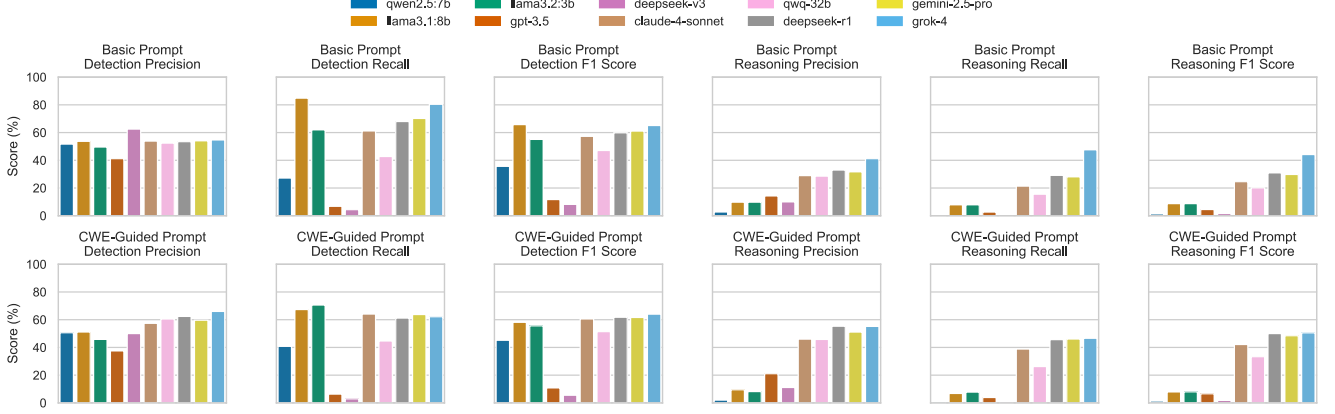 qwen2.5:7b llama3.2:3b deepseek-v3 qwq-32b gemini-2.5-pro
llama3.1:8b gpt-3.5 claude-4-sonnet deepseek-r1 grok-4
Basic Prompt Basic Prompt Basic Prompt Basic Prompt Basic Prompt Basic Prompt
Detection Precision Detection Recall Detection F1 Score Reasoning Precision Reasoning Recall Reasoning F1 Score
100
80
60
40
20
0
Score (%)
CWE-Guided Prompt CWE-Guided Prompt CWE-Guided Prompt CWE-Guided Prompt CWE-Guided Prompt CWE-Guided Prompt
Detection Precision Detection Recall Detection F1 Score Reasoning Precision Reasoning Recall Reasoning F1 Score
100
80
60
40
20
0
Score (%)